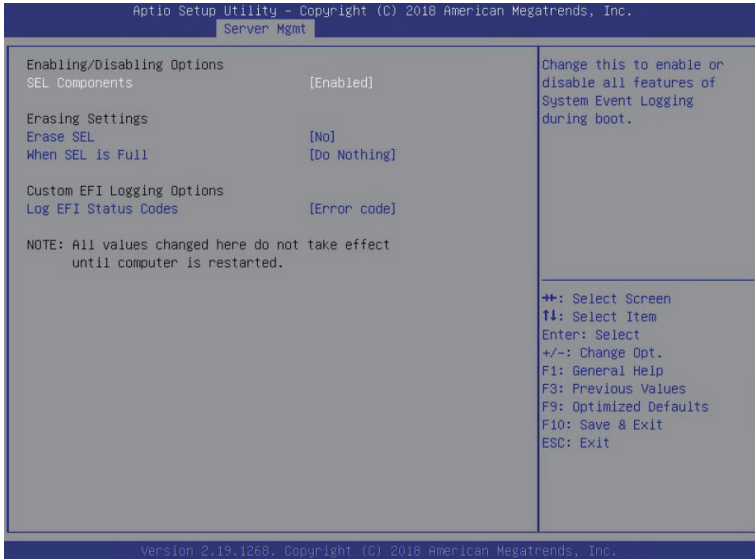 Aptio Setup Utility – Copyright (C) 2018 American Megatrends, Inc.
Server Mgmt
Enabling/Disabling Options
SEL Components [Enabled]
Erasing Settings
Erase SEL [No]
When SEL is Full [Do Nothing]
Custom EFI Logging Options
Log EFI Status Codes [Error code]
NOTE: All values changed here do not take effect
until computer is restarted.
Change this to enable or
disable all features of
System Event Logging
during boot.
→←: Select Screen
↑↓: Select Item
Enter: Select
+/-: Change Opt.
F1: General Help
F3: Previous Values
F9: Optimized Defaults
F10: Save & Exit
ESC: Exit
Version 2.19.1268. Copyright (C) 2018 American Megatrends, Inc.